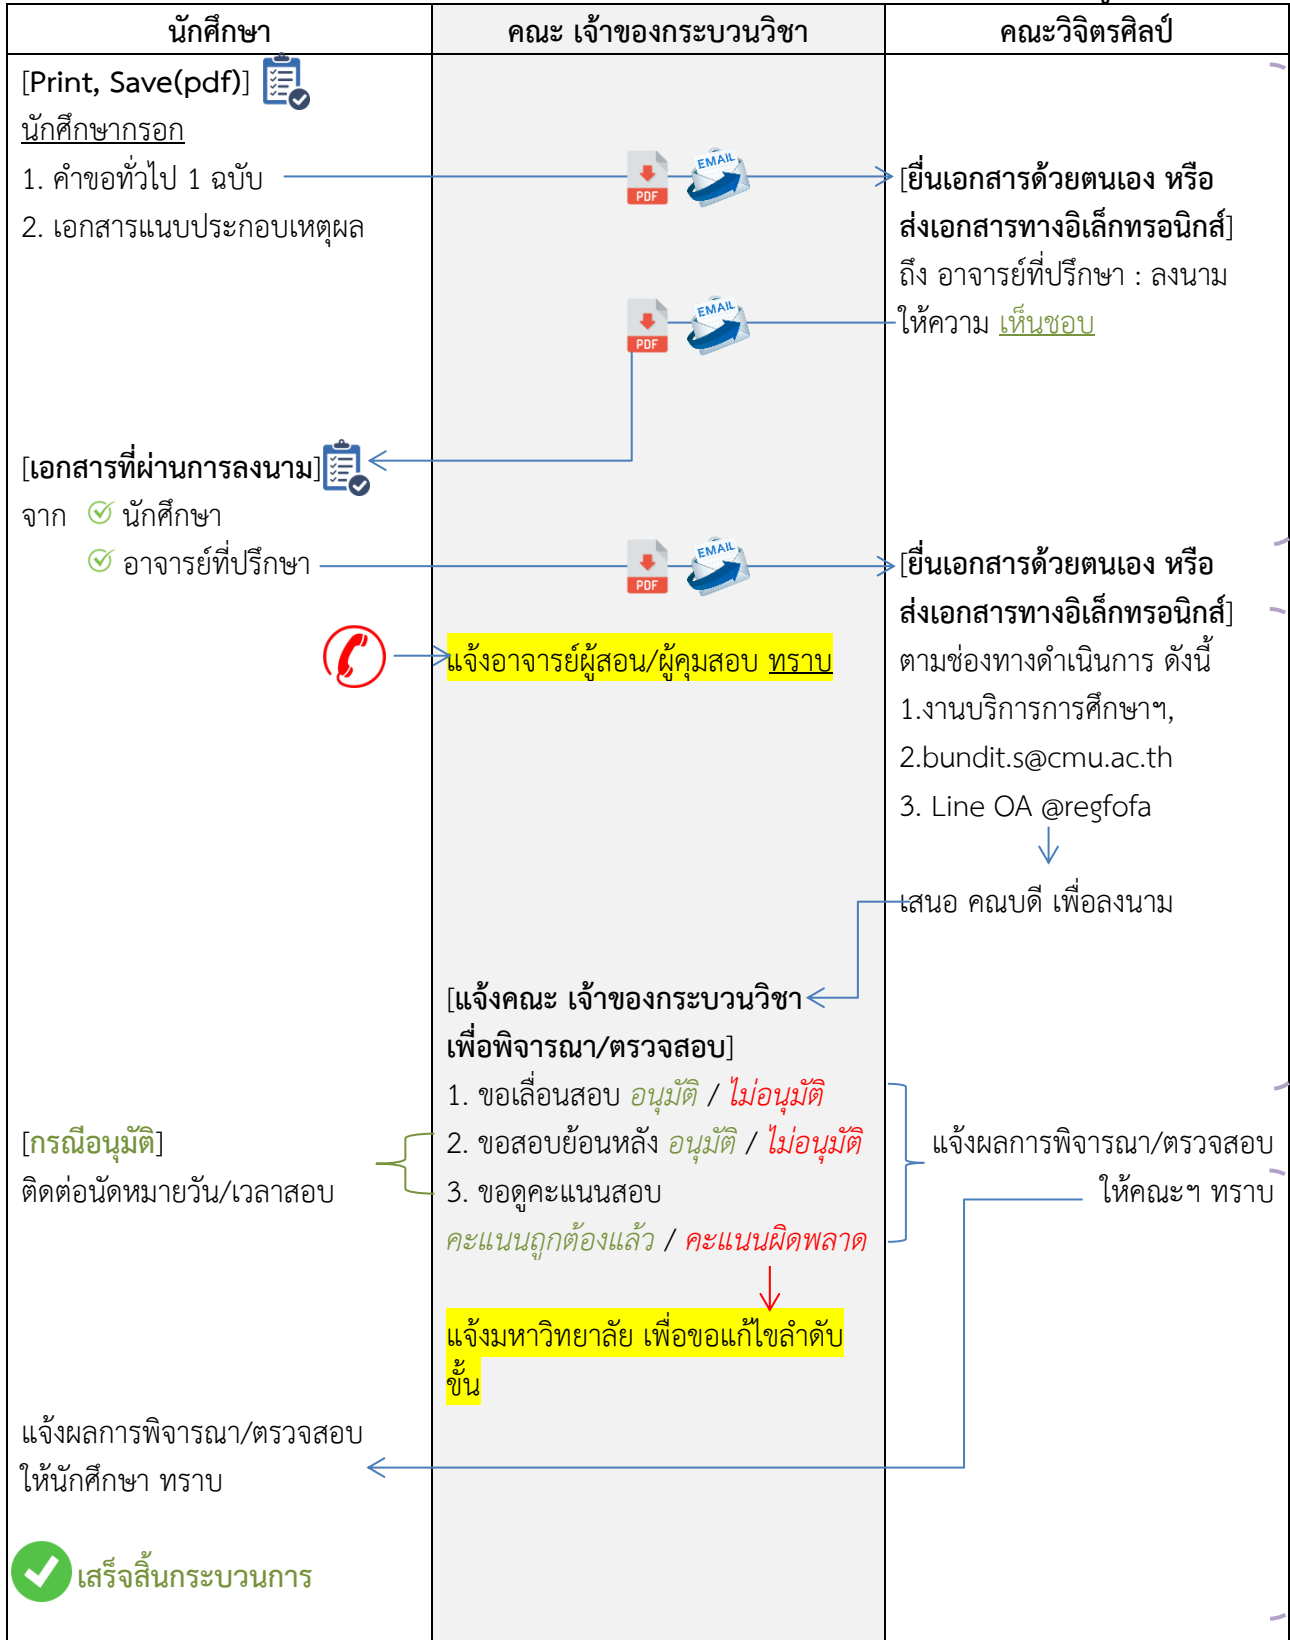 นักศึกษา
คณะ เจ้าของกระบวนวิชา
คณะวิจิตรศิลป์
[Print, Save(pdf)]
นักศึกษากรอก
1. คำขอทั่วไป 1 ฉบับ
2. เอกสารแนบประกอบเหตุผล
PDF
EMAIL
[ยื่นเอกสารด้วยตนเอง หรือ
ส่งเอกสารทางอิเล็กทรอนิกส์]
ถึง อาจารย์ที่ปรึกษา : ลงนาม
ให้ความ เห็นชอบ
PDF
EMAIL
[เอกสารที่ผ่านการลงนาม]
จาก นักศึกษา
อาจารย์ที่ปรึกษา
PDF
EMAIL
[ยื่นเอกสารด้วยตนเอง หรือ
ส่งเอกสารทางอิเล็กทรอนิกส์]
ตามช่องทางดำเนินการ ดังนี้
1.งานบริการการศึกษาฯ,
2.bundit.s@cmu.ac.th
3. Line OA @regfofa
แจ้งอาจารย์ผู้สอน/ผู้คุมสอบ ทราบ
เสนอ คณบดี เพื่อลงนาม
[แจ้งคณะ เจ้าของกระบวนวิชา
เพื่อพิจารณา/ตรวจสอบ]
1. ขอเลื่อนสอบ อนุมัติ / ไม่อนุมัติ
2. ขอสอบย้อนหลัง อนุมัติ / ไม่อนุมัติ
3. ขอดูคะแนนสอบ
คะแนนถูกต้องแล้ว / คะแนนผิดพลาด
[กรณีอนุมัติ]
ติดต่อนัดหมายวัน/เวลาสอบ
แจ้งผลการพิจารณา/ตรวจสอบ
ให้คณะฯ ทราบ
แจ้งมหาวิทยาลัย เพื่อขอแก้ไขลำดับ
ขั้น
แจ้งผลการพิจารณา/ตรวจสอบ
ให้นักศึกษา ทราบ
เสร็จสิ้นกระบวนการ